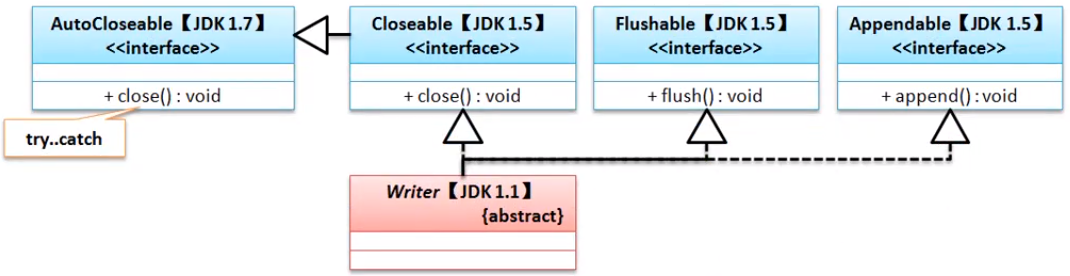 AutoCloseable【JDK 1.7】
<<interface>>
+ close() : void
try..catch
Closeable【JDK 1.5】
<<interface>>
+ close() : void
Flushable【JDK 1.5】
<<interface>>
+ flush() : void
Appendable【JDK 1.5】
<<interface>>
+ append() : void
Writer【JDK 1.1】
{abstract}